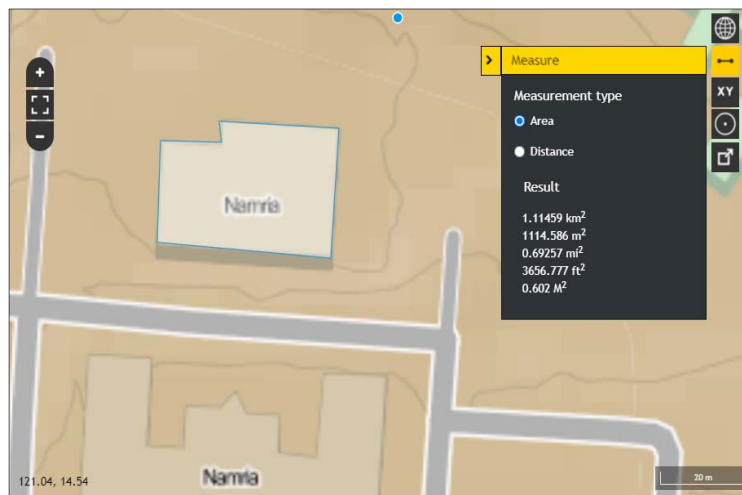 Measure
XY
Measurement type
Area
Distance
Result
1.11459 km²
1114.586 m²
0.69257 mi²
3656.777 ft²
0.602 M²
Namria
Namria
121.04, 14.54
20 m